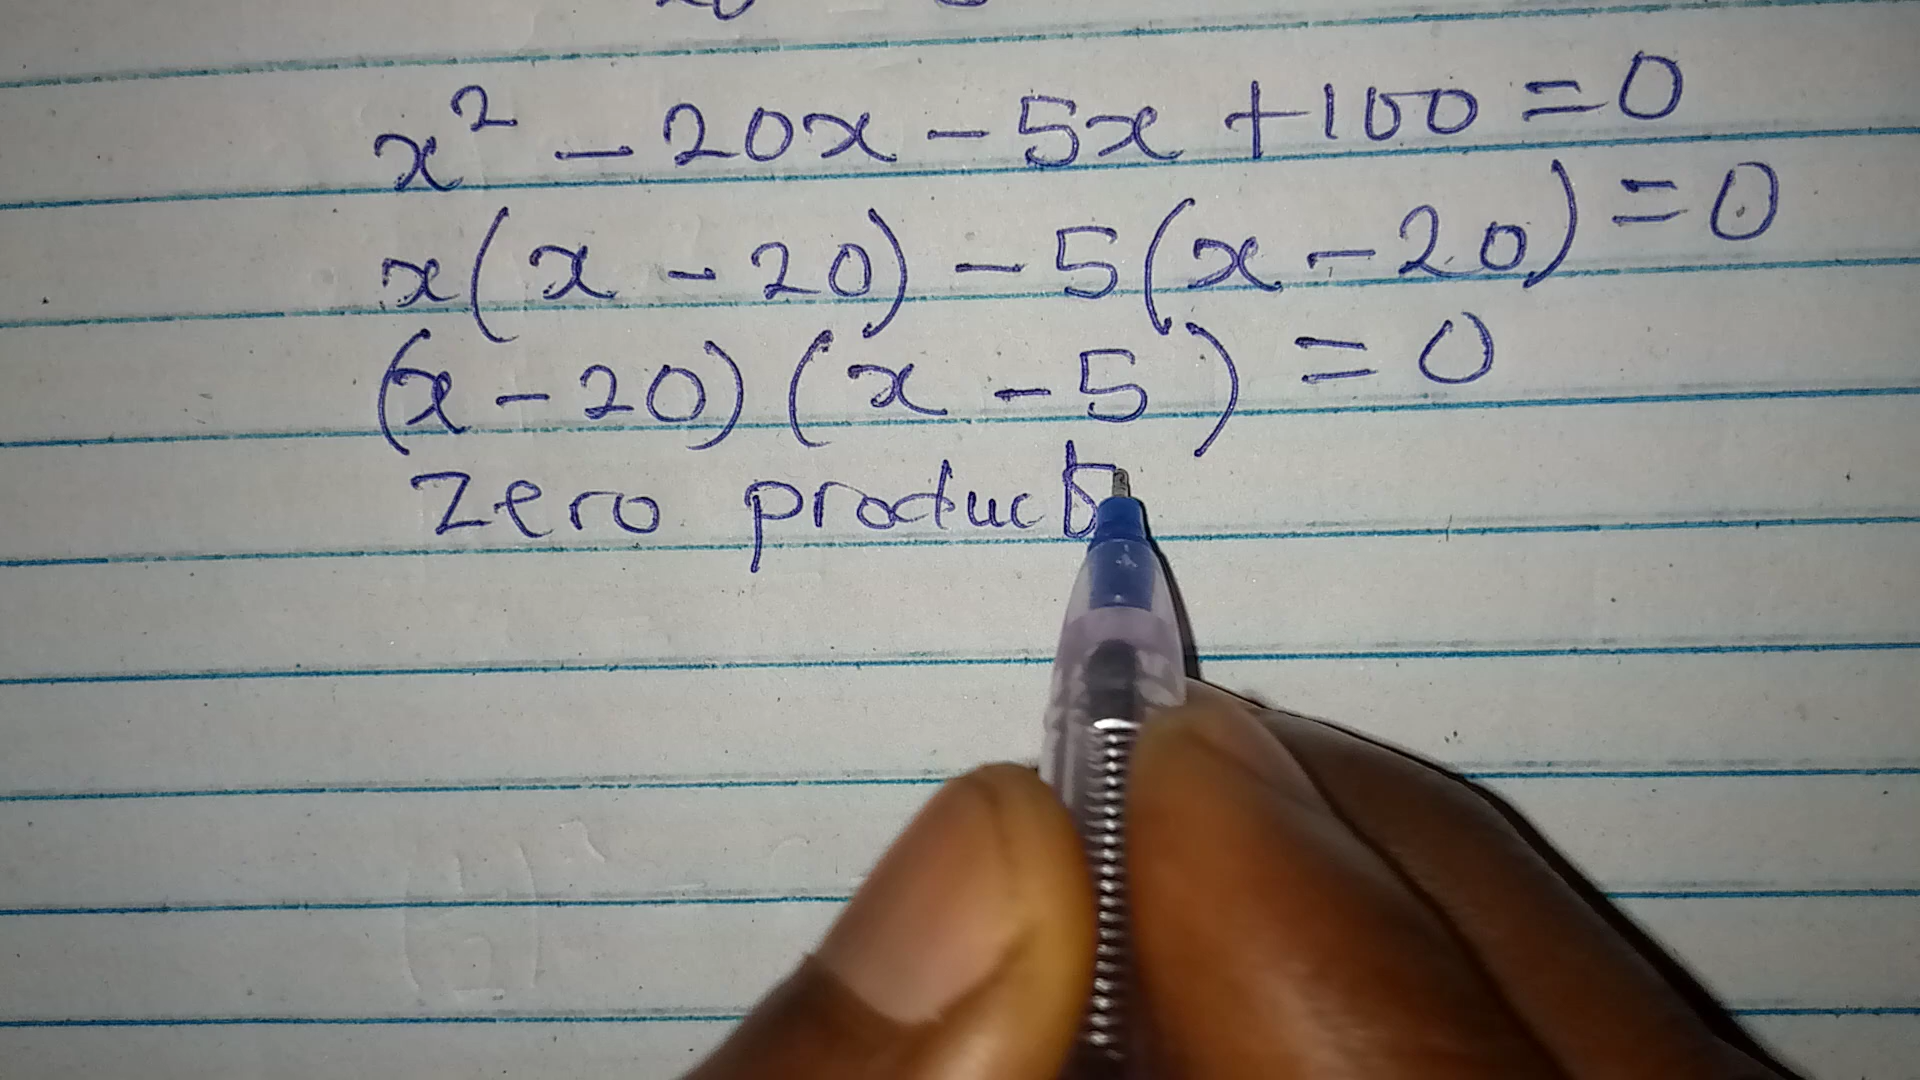 x² - 20x - 5x + 100 = 0
x(x - 20) - 5(x - 20) = 0
(x - 20)(x - 5) = 0
Zero product